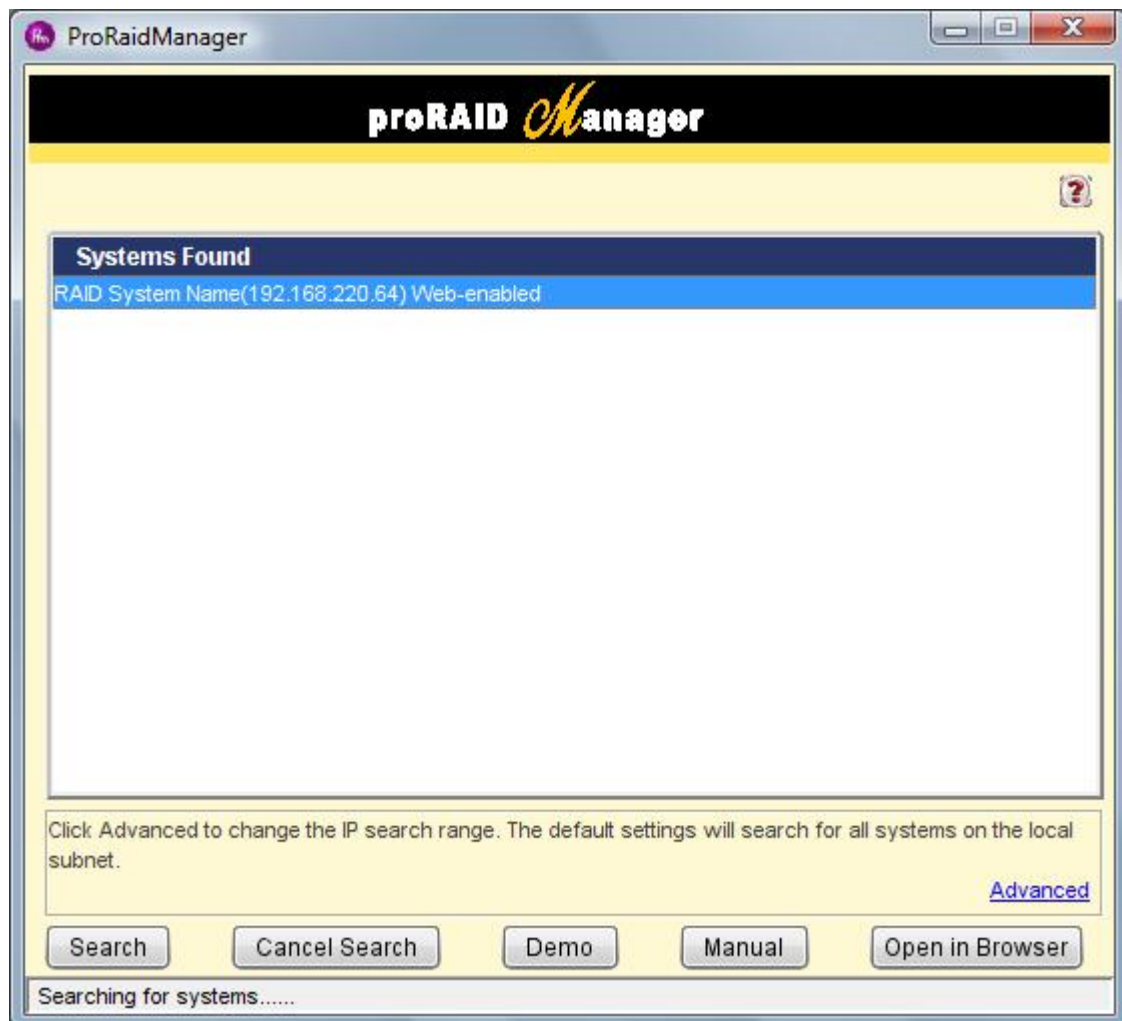 ProRaidManager
proRAID Manager
Systems Found
RAID System Name(192.168.220.64) Web-enabled
Click Advanced to change the IP search range. The default settings will search for all systems on the local
subnet.
Advanced
Search Cancel Search Demo Manual Open in Browser
Searching for systems......